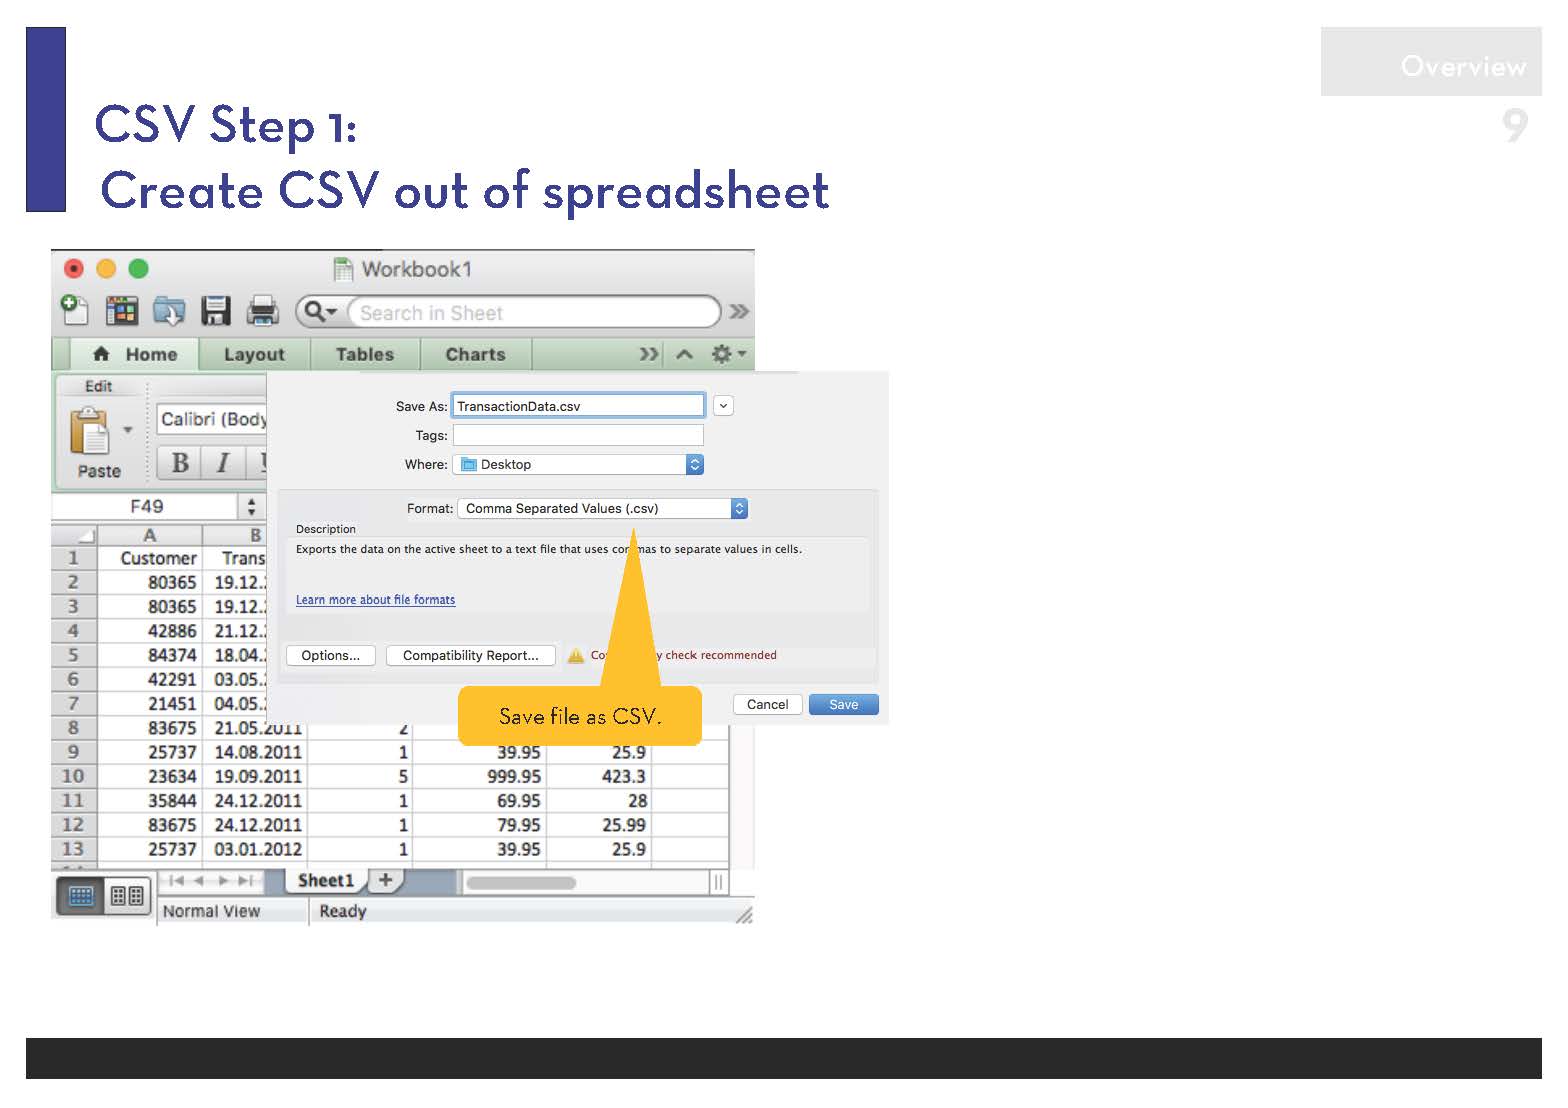 Overview
9
CSV Step 1:
Create CSV out of spreadsheet
Workbook1
Search in Sheet
Home Layout Tables Charts
Edit
Calibri (Body
Paste
B I
Save As: TransactionData.csv
Tags:
Where: Desktop
Format: Comma Separated Values (.csv)
Description
Exports the data on the active sheet to a text file that uses to separate values in cells.
Learn more about file formats
Options... Compatibility Report... check recommended
Cancel Save
Save file as CSV.
F49
A B
1 Customer Trans
2 80365 19.12.
3 80365 19.12.
4 42886 21.12.
5 84374 18.04.
6 42291 03.05.
7 21451 04.05.
8 83675 21.05.2011 2
9 25737 14.08.2011 1 39.95 25.9
10 23634 19.09.2011 5 999.95 423.3
11 35844 24.12.2011 1 69.95 28
12 83675 24.12.2011 1 79.95 25.99
13 25737 03.01.2012 1 39.95 25.9
Sheet1
Normal View Ready